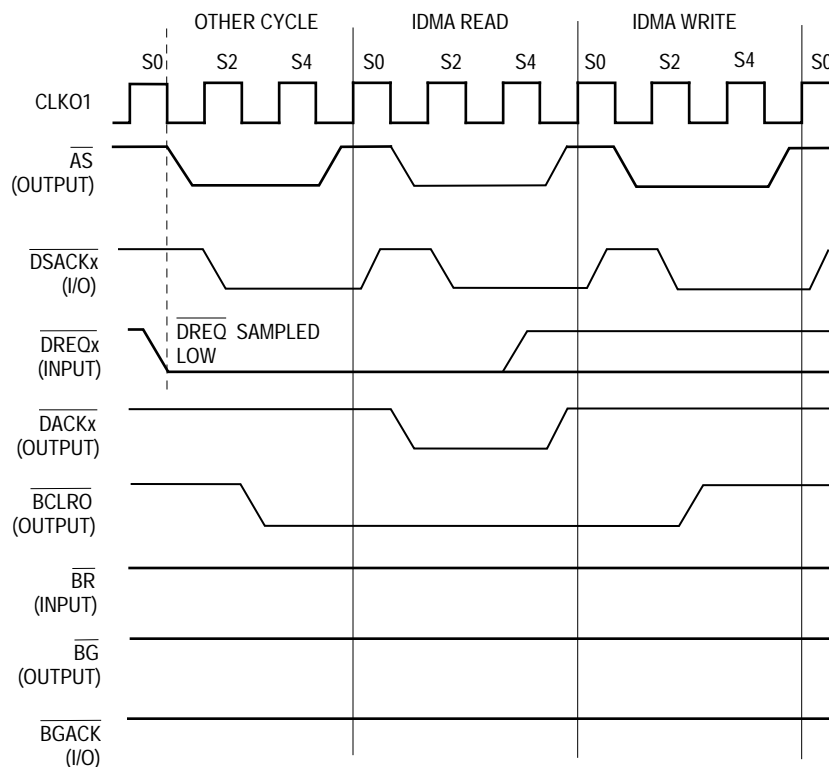 OTHER CYCLE IDMA READ IDMA WRITE
S0 S2 S4 S0 S2 S4 S0 S2 S4 S0
CLKO1
AS
(OUTPUT)
DSACKx
(I/O)
DREQx
(INPUT)
DREQ SAMPLED
LOW
DACKx
(OUTPUT)
BCLRO
(OUTPUT)
BR
(INPUT)
BG
(OUTPUT)
BGACK
(I/O)